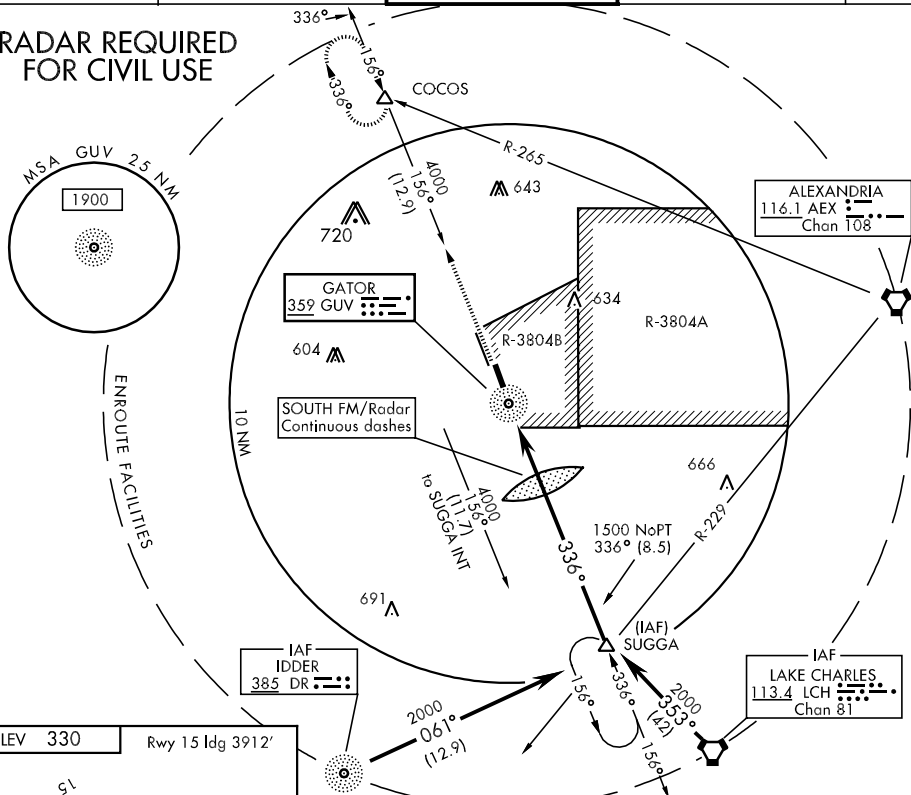 RADAR REQUIRED
FOR CIVIL USE
336°
156°
336°
COCOS
MSA GUV 25 NM
1900
4000
156°
(12.9)
R-265
643
720
ALEXANDRIA
116.1 AEX
Chan 108
GATOR
359 GUV
634
R-3804A
R-3804B
604
SOUTH FM/Radar
Continuous dashes
ENROUTE FACILITIES
10 NM
4000
156°
(11.7)
to SUGGA INT
666
R-229
1500 NoPT
336° (8.5)
336°
691
(IAF)
SUGGA
IAF
IDDER
385 DR
IAF
LAKE CHARLES
113.4 LCH
Chan 81
156°
336°
2000
353°
(42)
2000
061°
(12.9)
156°
LEV 330
Rwy 15 ldg 3912'
15